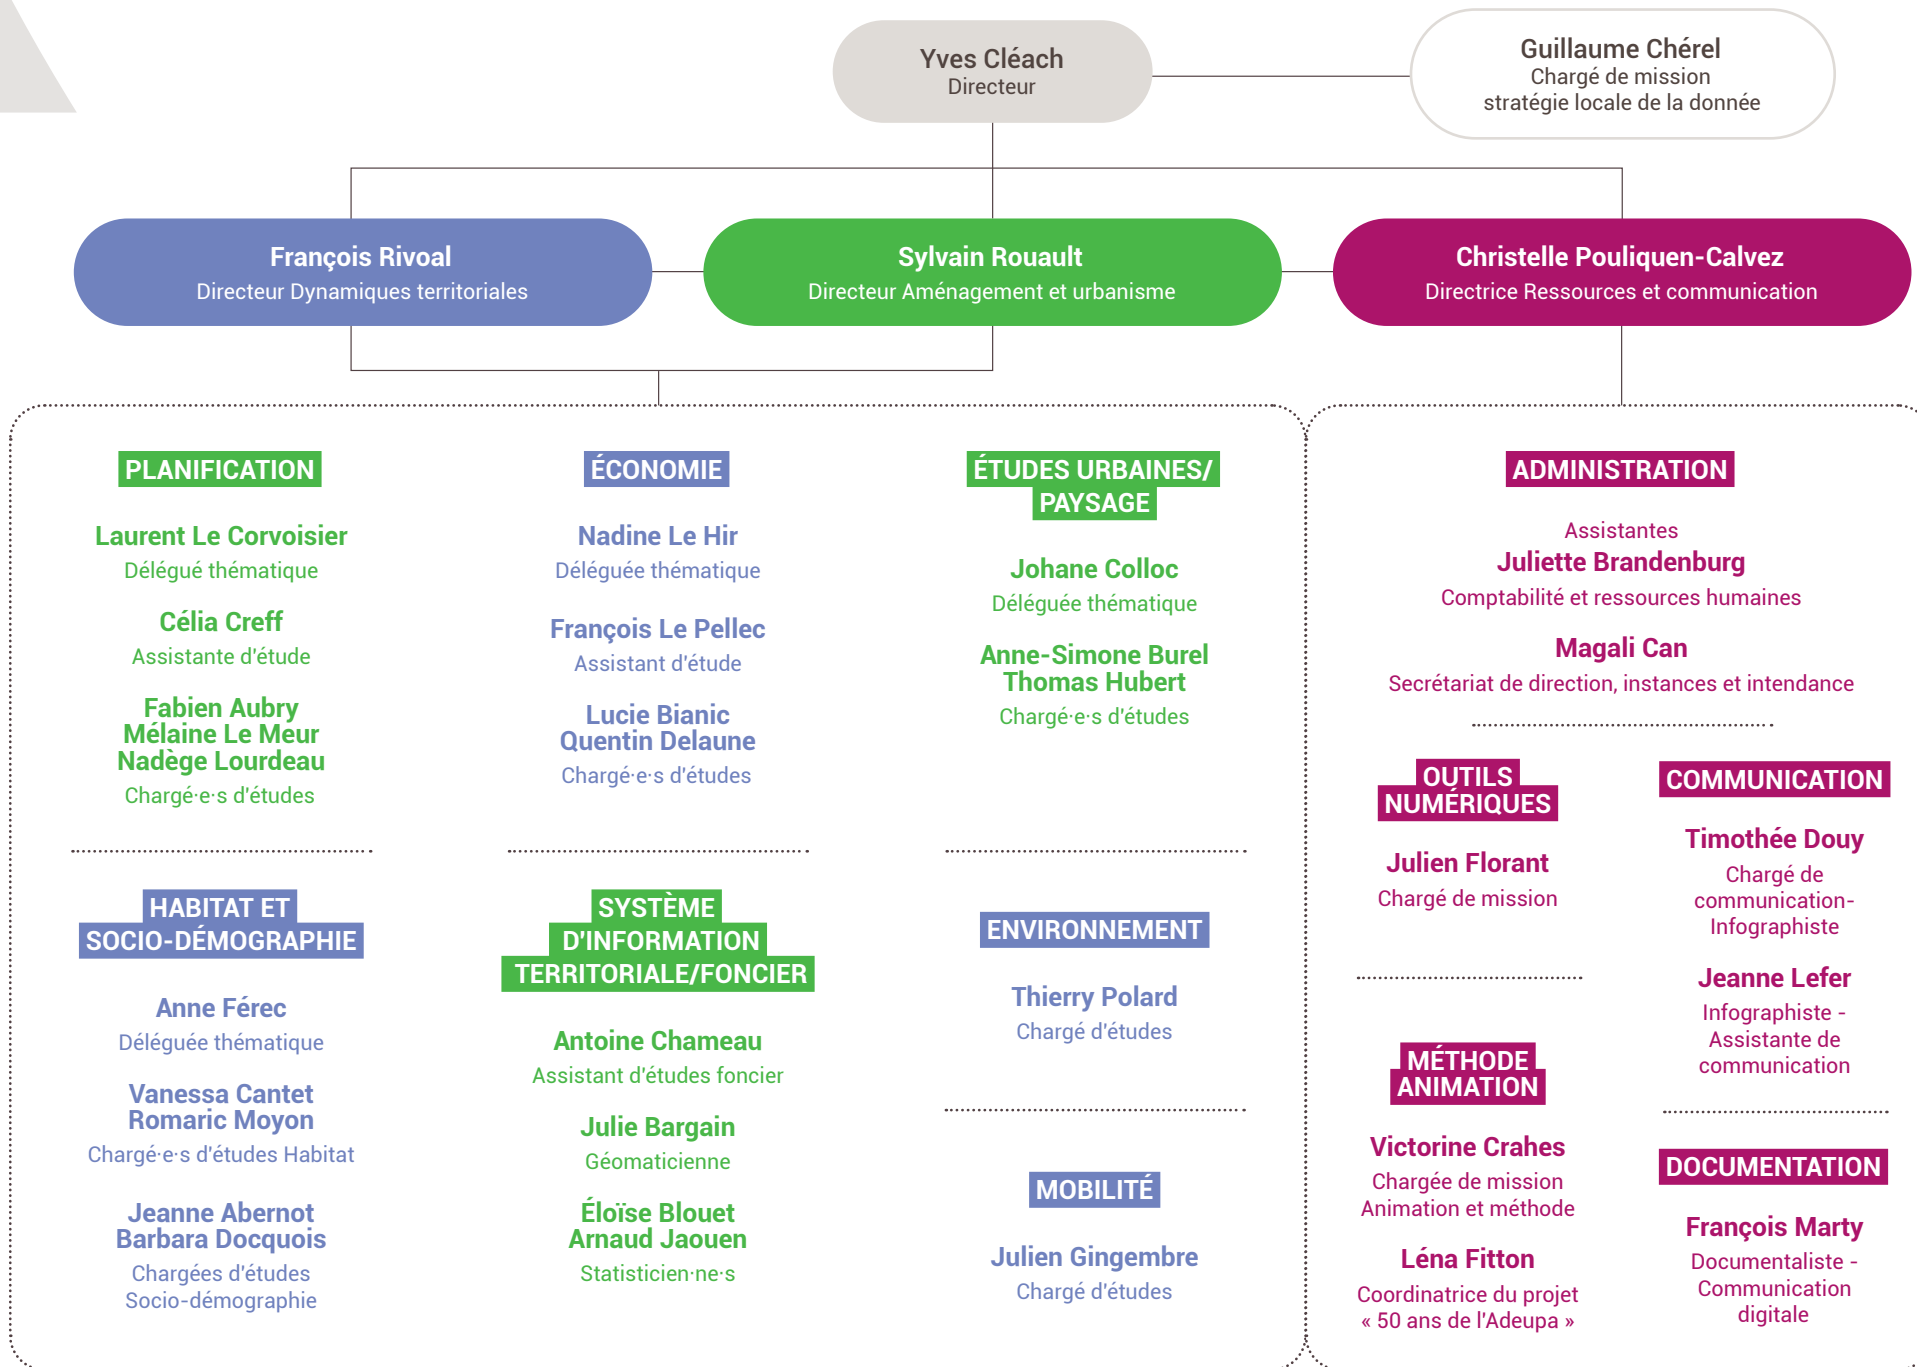 Yves Cléach
Directeur
Guillaume Chérel
Chargé de mission
stratégie locale de la donnée
François Rivoal
Directeur Dynamiques territoriales
Sylvain Rouault
Directeur Aménagement et urbanisme
Christelle Pouliquen-Calvez
Directrice Ressources et communication
PLANIFICATION
Laurent Le Corvoisier
Délégué thématique
Célia Creff
Assistante d'étude
Fabien Aubry
Mélaine Le Meur
Nadège Lourdeau
Chargé·e·s d'études
ÉCONOMIE
Nadine Le Hir
Déléguée thématique
François Le Pellec
Assistant d'étude
Lucie Bianic
Quentin Delaune
Chargé·e·s d'études
ÉTUDES URBAINES/
PAYSAGE
Johane Colloc
Déléguée thématique
Anne-Simone Burel
Thomas Hubert
Chargé·e·s d'études
HABITAT ET
SOCIO-DÉMOGRAPHIE
Anne Férec
Déléguée thématique
Vanessa Cantet
Romaric Moyon
Chargé·e·s d'études Habitat
Jeanne Abernot
Barbara Docquois
Chargées d'études
Socio-démographie
SYSTÈME
D'INFORMATION
TERRITORIALE/FONCIER
Antoine Chameau
Assistant d'études foncier
Julie Bargain
Géomaticienne
Éloïse Blouet
Arnaud Jaouen
Statisticien·ne·s
ENVIRONNEMENT
Thierry Polard
Chargé d'études
MOBILITÉ
Julien Gingembre
Chargé d'études
ADMINISTRATION
Assistantes
Juliette Brandenburg
Comptabilité et ressources humaines
Magali Can
Secrétariat de direction, instances et intendance
OUTILS
NUMÉRIQUES
Julien Florant
Chargé de mission
MÉTHODE
ANIMATION
Victorine Crahes
Chargée de mission
Animation et méthode
Léna Fitton
Coordinatrice du projet
« 50 ans de l'Adeupa »
COMMUNICATION
Timothée Douy
Chargé de
communication-
Infographiste
Jeanne Lefer
Infographiste -
Assistante de
communication
DOCUMENTATION
François Marty
Documentaliste -
Communication
digitale